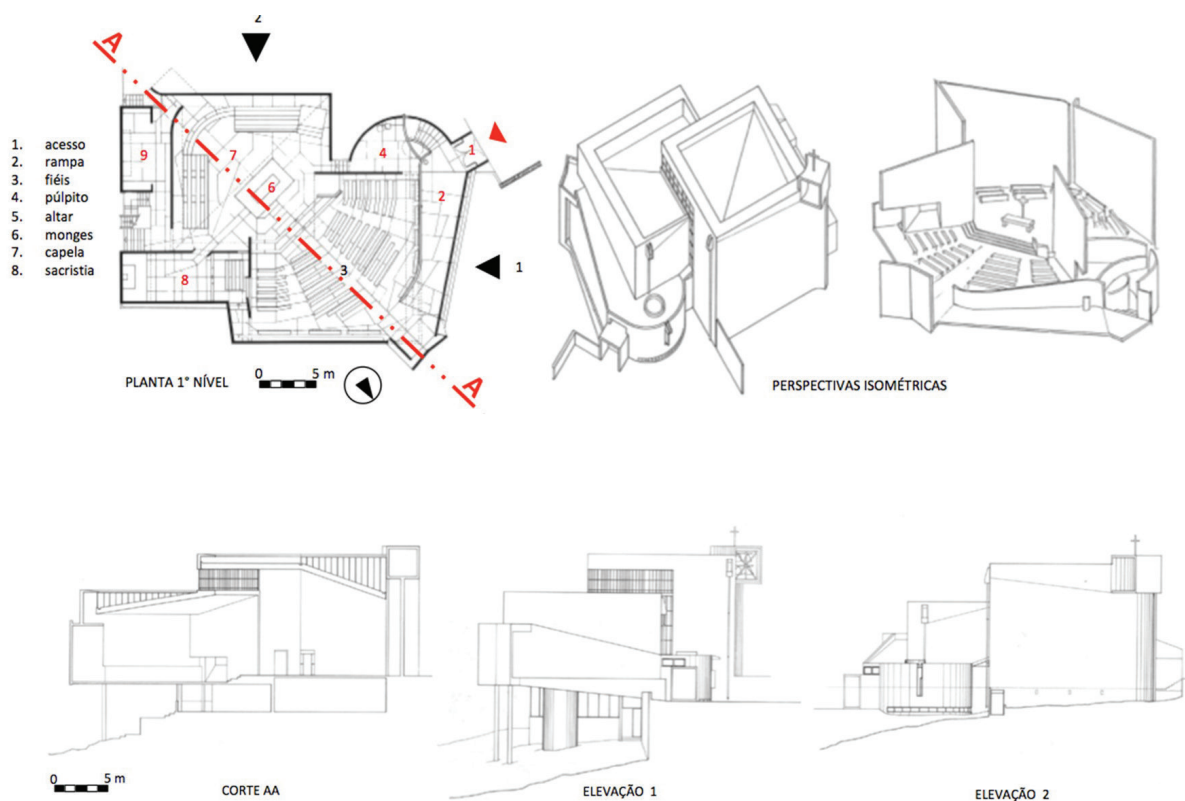 2
A
1. acesso
2. rampa
3. fiéis
4. púlpito
5. altar
6. monges
7. capela
8. sacristia
9
7
4
1
6
2
3
8
1
A
PLANTA 1° NÍVEL
0 5 m
PERSPECTIVAS ISOMÉTRICAS
0 5 m
CORTE AA
ELEVAÇÃO 1
ELEVAÇÃO 2